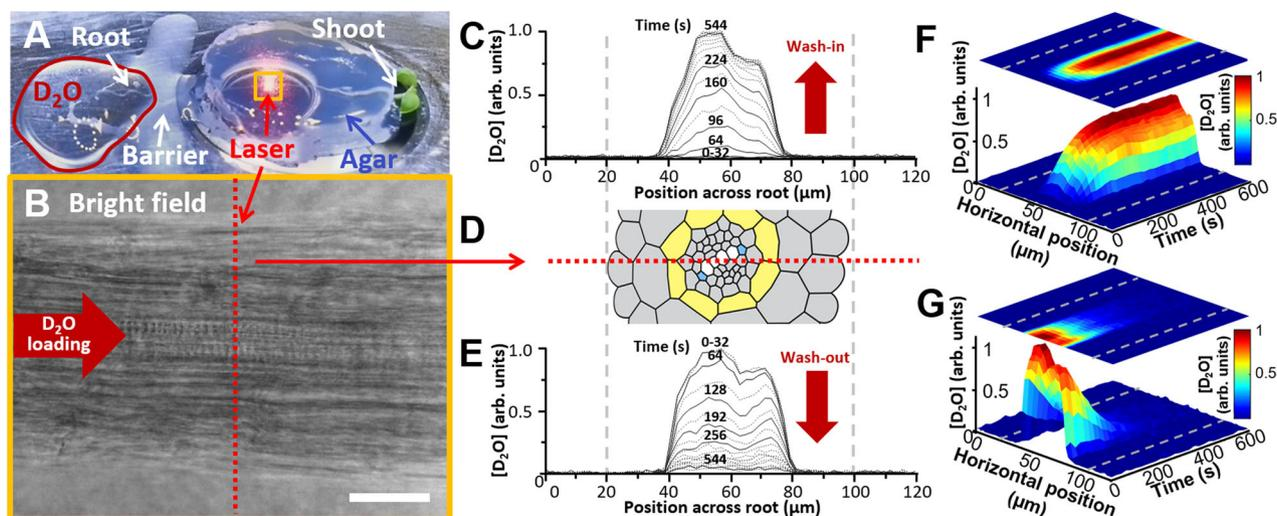 A
Root
Shoot
D₂O
Barrier
Laser
Agar
B
Bright field
D₂O
loading
C
Time (s)
544
224
160
96
64
0-32
Wash-in
[D₂O] (arb. units)
1.0
0.5
0
0
20
40
60
80
100
120
Position across root (µm)
D
E
Time (s)
0-32
64
128
192
256
544
Wash-out
[D₂O] (arb. units)
1.0
0.5
0
0
20
40
60
80
100
120
Position across root (µm)
F
[D₂O] (arb. units)
1
0.5
0
0
50
100
Horizontal position
(µm)
0
200
400
600
Time (s)
[D₂O]
(arb. units)
1
0.5
G
[D₂O] (arb. units)
1
0.5
0
0
50
100
Horizontal position
(µm)
0
200
400
600
Time (s)
[D₂O]
(arb. units)
1
0.5